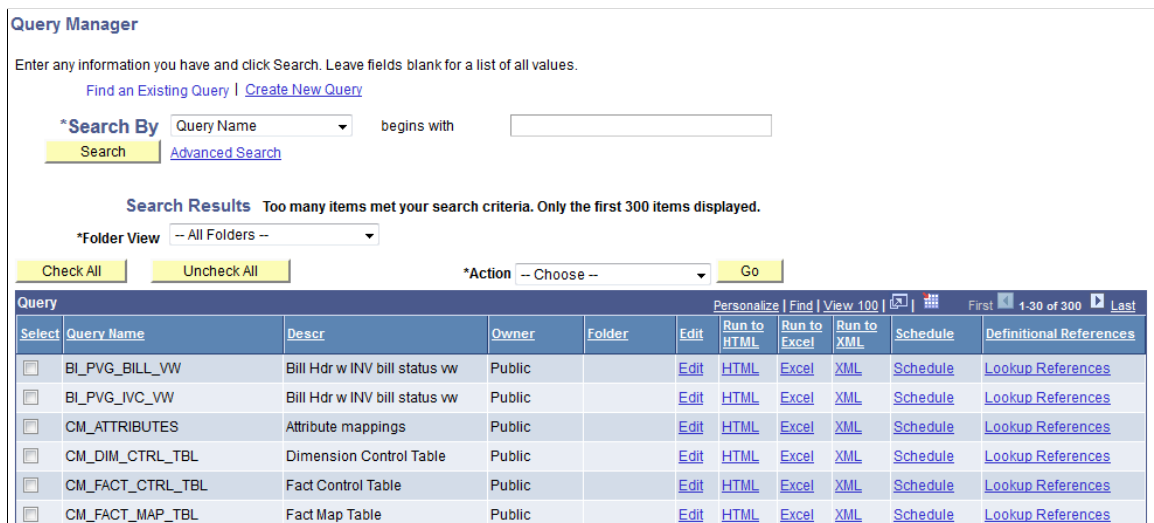 Query Manager
Enter any information you have and click Search. Leave fields blank for a list of all values.
Find an Existing Query | Create New Query
*Search By Query Name begins with
Search Advanced Search
Search Results Too many items met your search criteria. Only the first 300 items displayed.
*Folder View -- All Folders --
Check All Uncheck All *Action -- Choose -- Go
Query Personalize | Find | View 100 | | First 1-30 of 300 Last
Select Query Name Descr Owner Folder Edit Run to HTML Run to Excel Run to XML Schedule Definitional References
BI_PVG_BILL_VW Bill Hdr w INV bill status vw Public Edit HTML Excel XML Schedule Lookup References
BI_PVG_IVC_VW Bill Hdr w INV bill status vw Public Edit HTML Excel XML Schedule Lookup References
CM_ATTRIBUTES Attribute mappings Public Edit HTML Excel XML Schedule Lookup References
CM_DIM_CTRL_TBL Dimension Control Table Public Edit HTML Excel XML Schedule Lookup References
CM_FACT_CTRL_TBL Fact Control Table Public Edit HTML Excel XML Schedule Lookup References
CM_FACT_MAP_TBL Fact Map Table Public Edit HTML Excel XML Schedule Lookup References